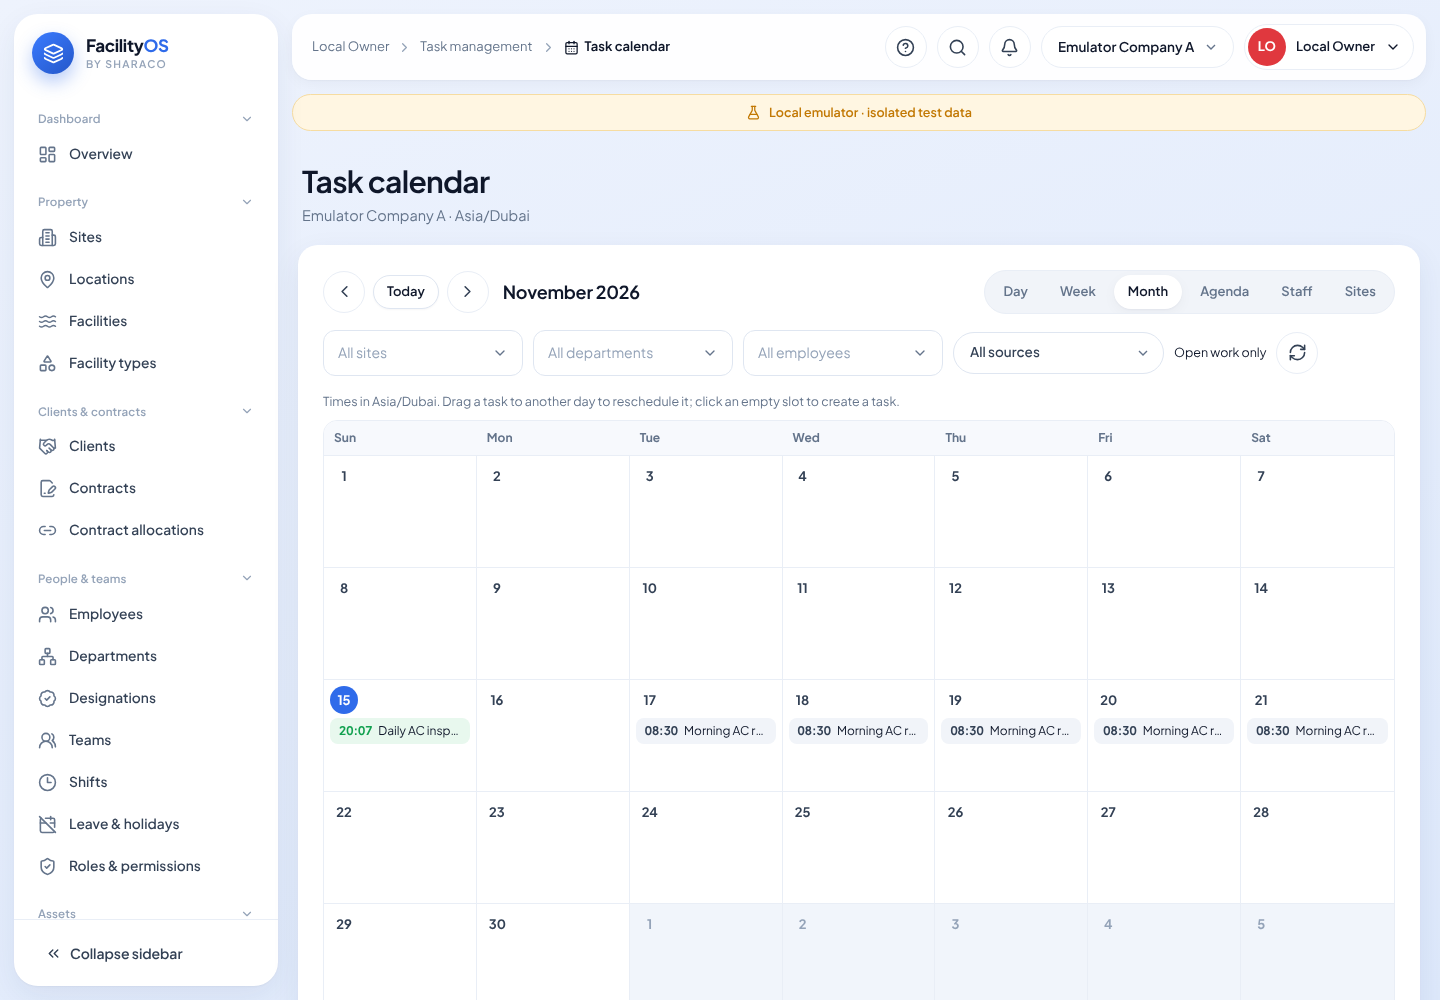 FacilityOS
BY SHARACO
Dashboard
Overview
Property
Sites
Locations
Facilities
Facility types
Clients & contracts
Clients
Contracts
Contract allocations
People & teams
Employees
Departments
Designations
Teams
Shifts
Leave & holidays
Roles & permissions
Assets
Collapse sidebar
Local Owner > Task management > Task calendar
Emulator Company A
LO Local Owner
Local emulator · isolated test data
Task calendar
Emulator Company A · Asia/Dubai
Today November 2026
Day Week Month Agenda Staff Sites
All sites All departments All employees All sources Open work only
Times in Asia/Dubai. Drag a task to another day to reschedule it; click an empty slot to create a task.
Sun Mon Tue Wed Thu Fri Sat
1 2 3 4 5 6 7
8 9 10 11 12 13 14
15 16 17 18 19 20 21
20:07 Daily AC insp... 08:30 Morning AC r... 08:30 Morning AC r... 08:30 Morning AC r... 08:30 Morning AC r... 08:30 Morning AC r...
22 23 24 25 26 27 28
29 30 1 2 3 4 5